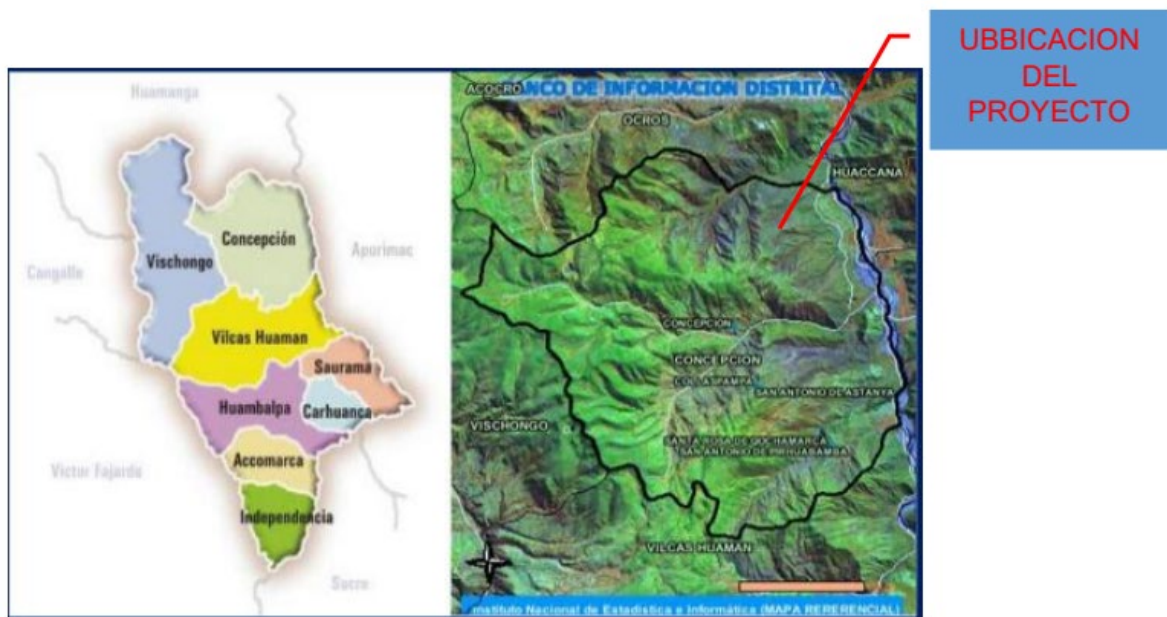 UBBICACION
DEL
PROYECTO
Huamanga
Concepción
Vischongo
Apurimac
Cangallo
Vilcas Huaman
Saurama
Huambalpa
Carhuanca
Accomarca
Victor Fajardo
Independencia
Sucre
ACOCRO
ANCO DE INFORMACION DISTRITAL
OCROS
HUACCANA
CONCEPCION
CONCEPCION
COLLASPAMPA
SAN ANTONIO DE ASTANYA
VISCHONGO
SANTA ROSA DE QOCHAMARCA
SAN ANTONIO DE PIRHUABAMBA
VILCAS HUAMAN
nstituto Nacional de Estadística e Informática (MAPA RERERENCIAL)